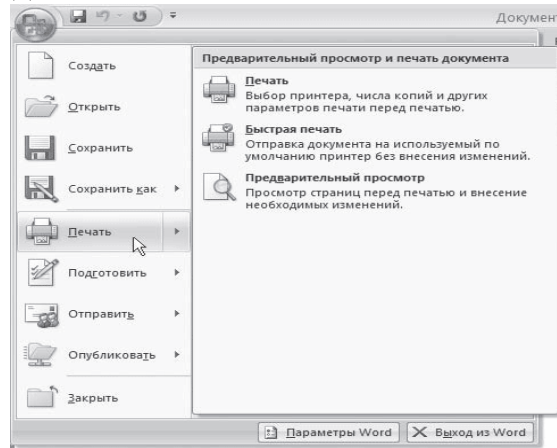 Докумен
Создать
Открыть
Сохранить
Сохранить как
Печать
Подготовить
Отправить
Опубликовать
Закрыть
Предварительный просмотр и печать документа
Печать
Выбор принтера, числа копий и других
параметров печати перед печатью.
Быстрая печать
Отправка документа на используемый по
умолчанию принтер без внесения изменений.
Предварительный просмотр
Просмотр страниц перед печатью и внесение
необходимых изменений.
Параметры Word
Выход из Word